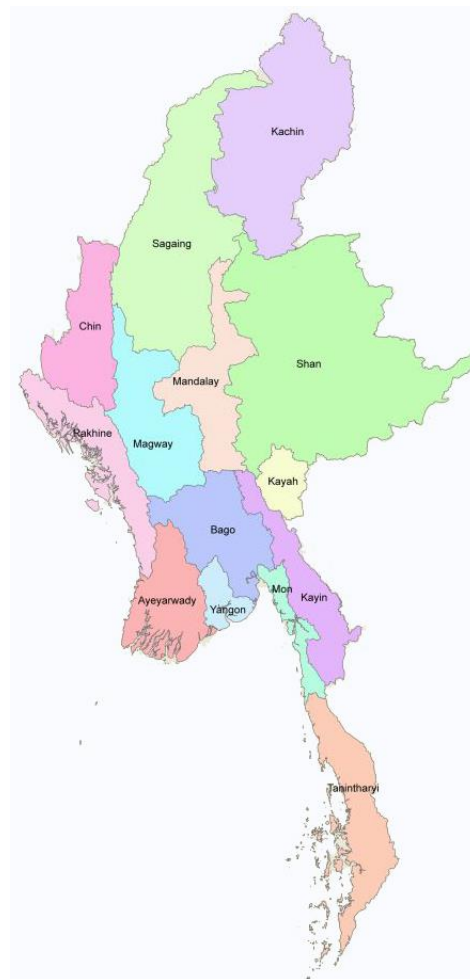 Kachin
Sagaing
Chin
Shan
Mandalay
Rakhine
Magway
Kayah
Bago
Mon
Kayin
Ayeyarwady
Yangon
Tanintharyi